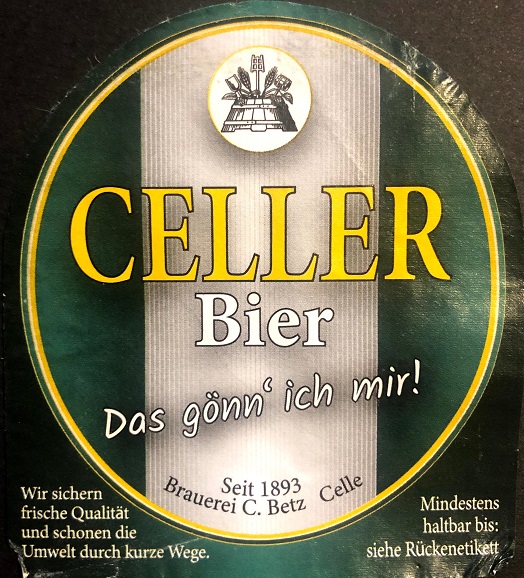 CELLER
Bier
Das gönn' ich mir!
Seit 1893
Brauerei C. Betz Celle
Wir sichern
frische Qualität
und schonen die
Umwelt durch kurze Wege.
Mindestens
haltbar bis:
siehe Rückenetikett